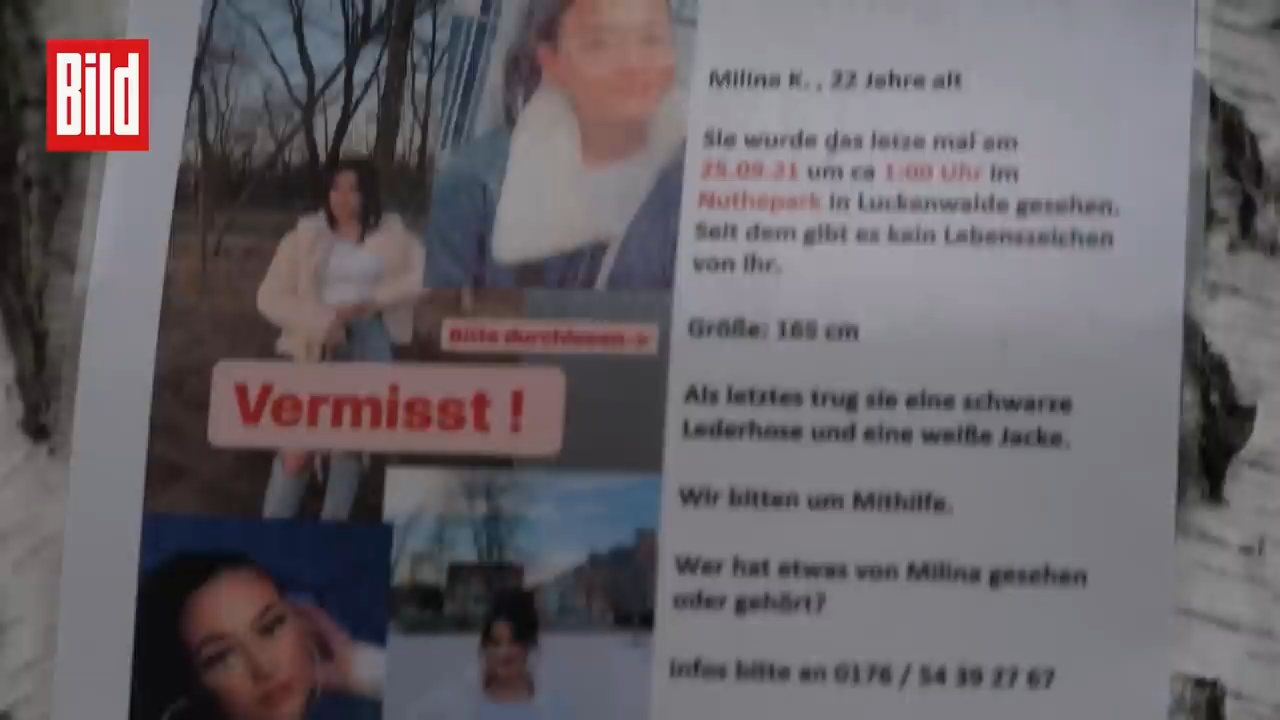 Bild
Milina K. , 22 Jahre alt
Sie wurde das letze mal am
25.09.21 um ca 1:00 Uhr im
Nuthepark in Luckenwalde gesehen.
Seit dem gibt es kein Lebenszeichen
von Ihr.
Größe: 165 cm
Bitte durchlesen->
Vermisst !
Als letztes trug sie eine schwarze
Lederhose und eine weiße Jacke.
Wir bitten um Mithilfe.
Wer hat etwas von Milina gesehen
oder gehört?
Infos bitte an 0176 / 54 39 27 67